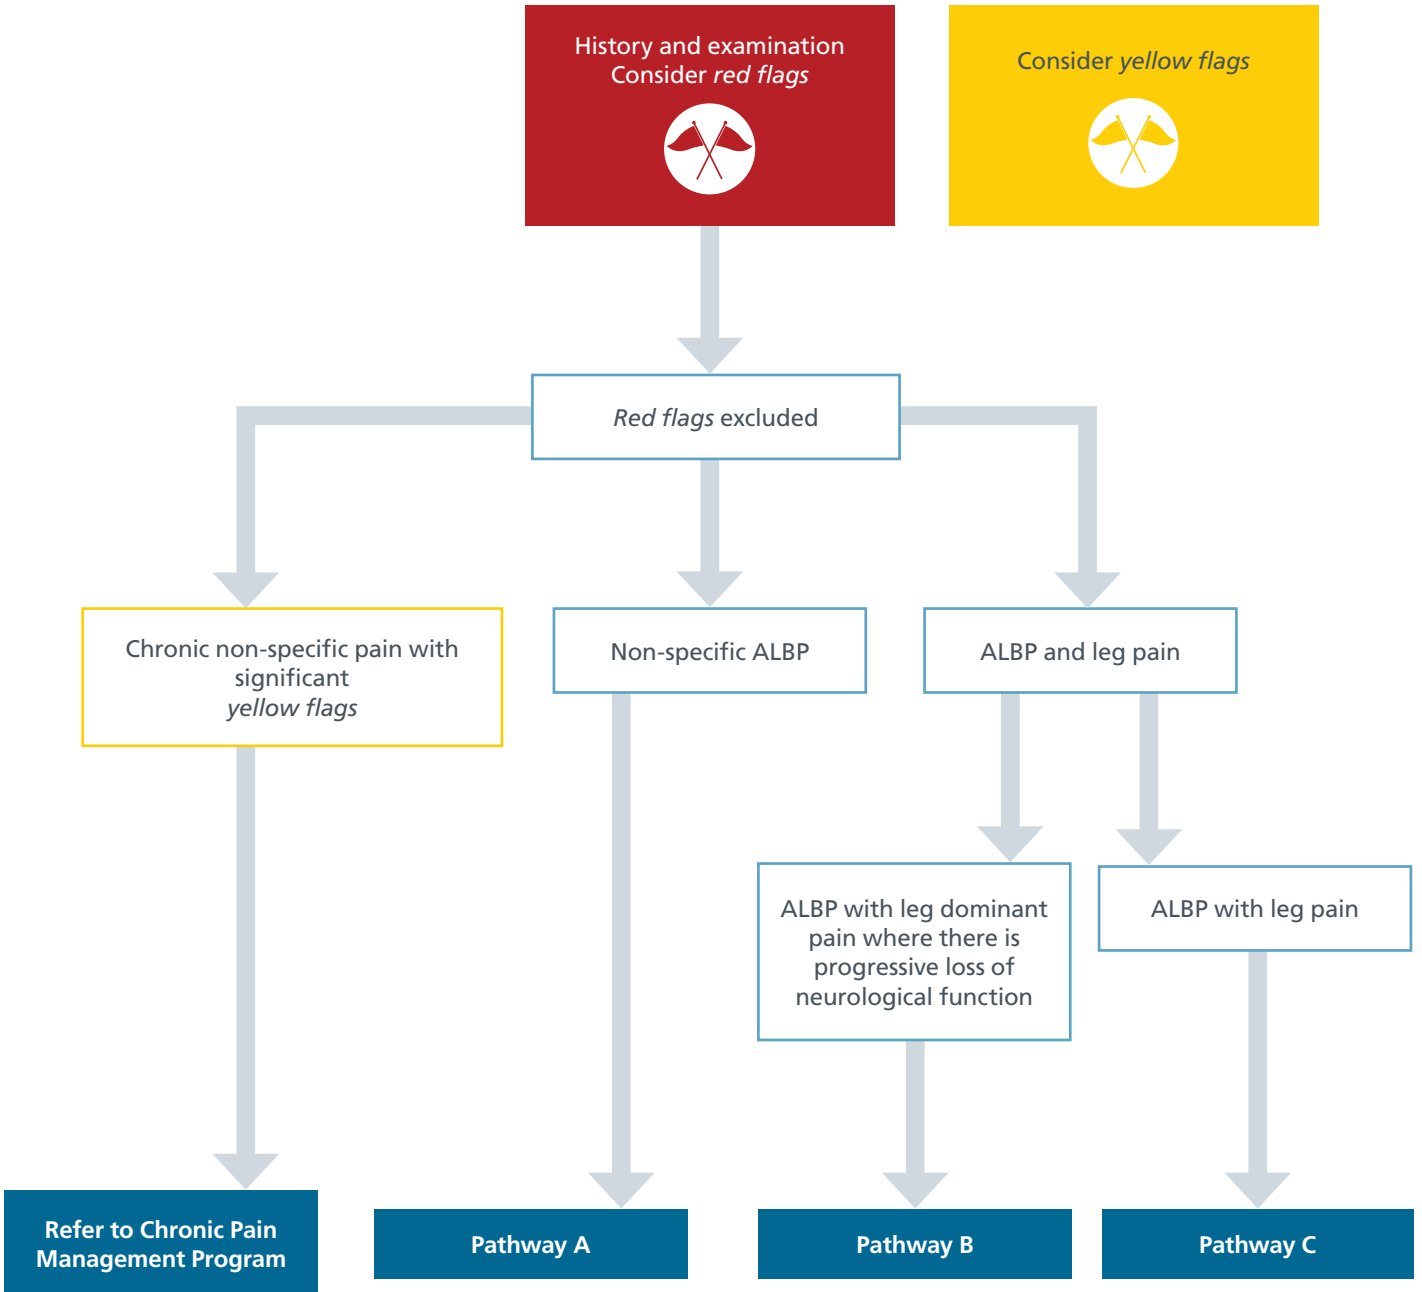 History and examination
Consider red flags
Consider yellow flags
Red flags excluded
Chronic non-specific pain with
significant
yellow flags
Non-specific ALBP
ALBP and leg pain
ALBP with leg dominant
pain where there is
progressive loss of
neurological function
ALBP with leg pain
Refer to Chronic Pain
Management Program
Pathway A
Pathway B
Pathway C